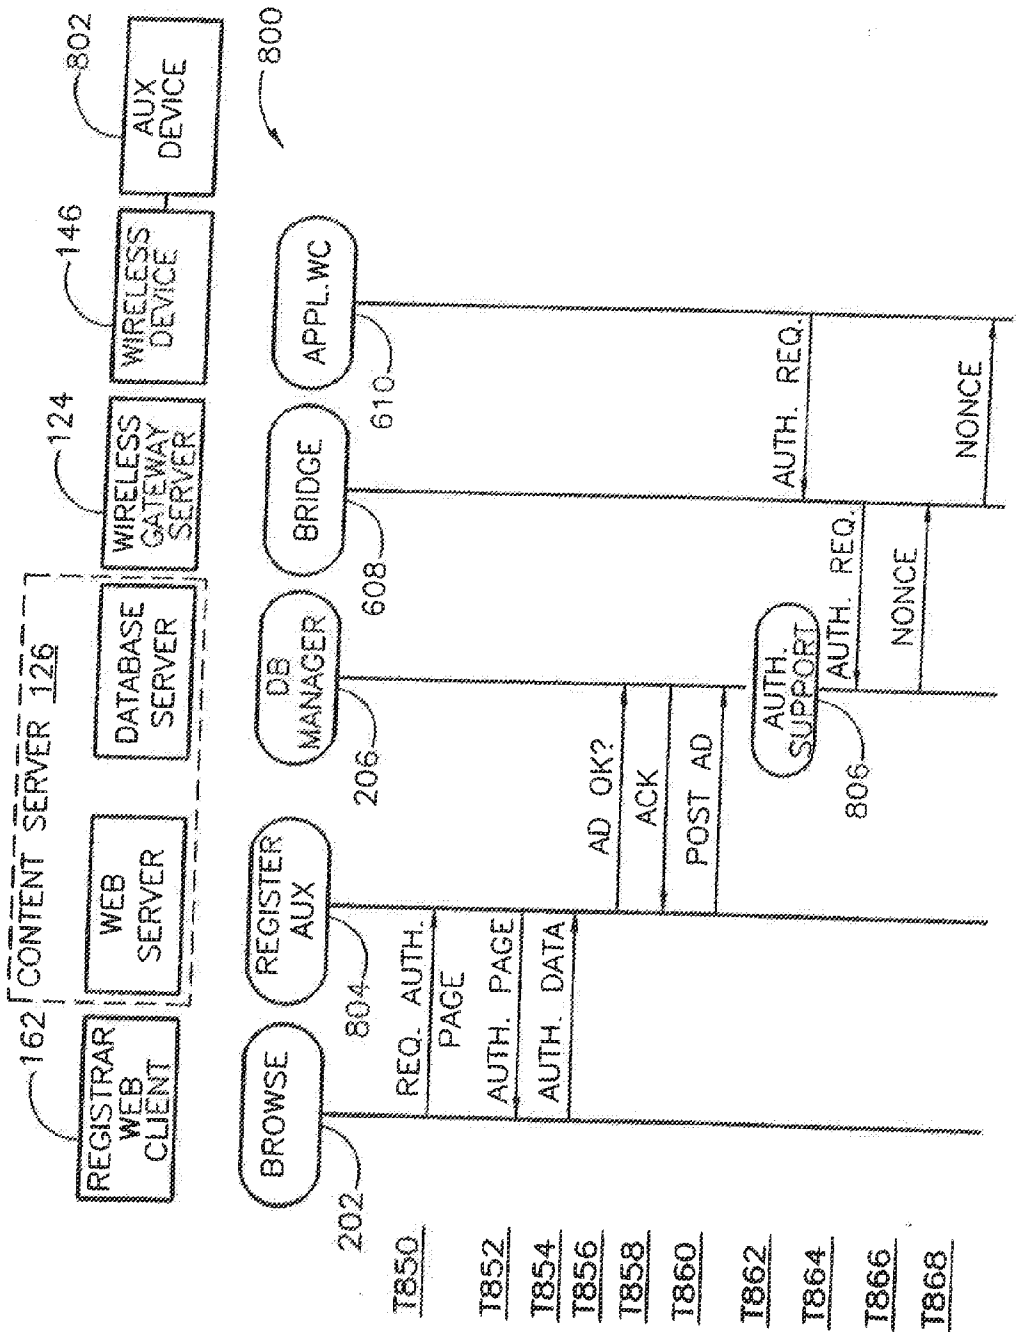 802
AUX
DEVICE
800
146
WIRELESS
DEVICE
124
WIRELESS
GATEWAY
SERVER
CONTENT SERVER 126
DATABASE
SERVER
WEB
SERVER
162
REGISTRAR
WEB
CLIENT
BROWSE
202
REGISTER
AUX
804
DB
MANAGER
206
BRIDGE
608
APPL.WC
610
T850
REQ. AUTH.
PAGE
T852
AUTH. PAGE
T854
AUTH. DATA
T856
AD OK?
T858
ACK
T860
POST AD
T862
AUTH.
SUPPORT
806
AUTH. REQ.
T864
AUTH. REQ.
T866
NONCE
T868
NONCE